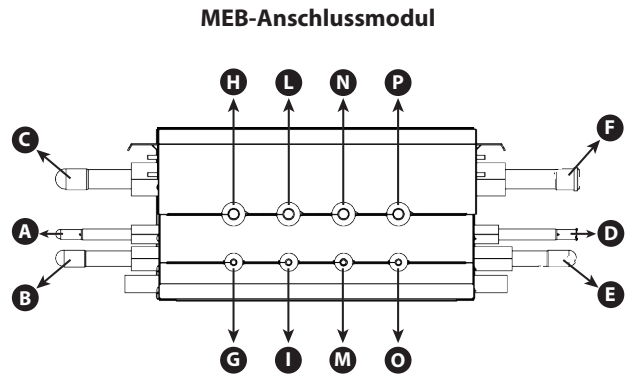 MEB-Anschlussmodul
H L N P
C F
A D
B E
G I M O